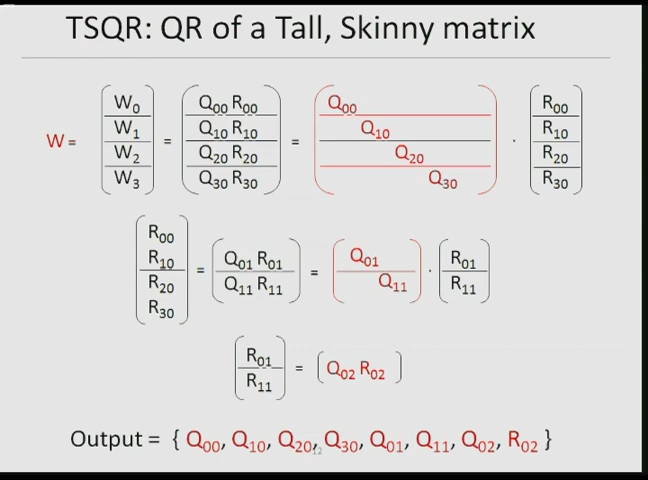 TSQR: QR of a Tall, Skinny matrix
W = (W₀ / W₁ / W₂ / W₃) = (Q₀₀ R₀₀ / Q₁₀ R₁₀ / Q₂₀ R₂₀ / Q₃₀ R₃₀) = (Q₀₀ Q₁₀ Q₂₀ Q₃₀) · (R₀₀ / R₁₀ / R₂₀ / R₃₀)
(R₀₀ R₁₀ / R₂₀ R₃₀) = (Q₀₁ R₀₁ / Q₁₁ R₁₁) = (Q₀₁ Q₁₁) · (R₀₁ / R₁₁)
(R₀₁ / R₁₁) = (Q₀₂ R₀₂)
Output = { Q₀₀, Q₁₀, Q₂₀, Q₃₀, Q₀₁, Q₁₁, Q₀₂, R₀₂ }
12